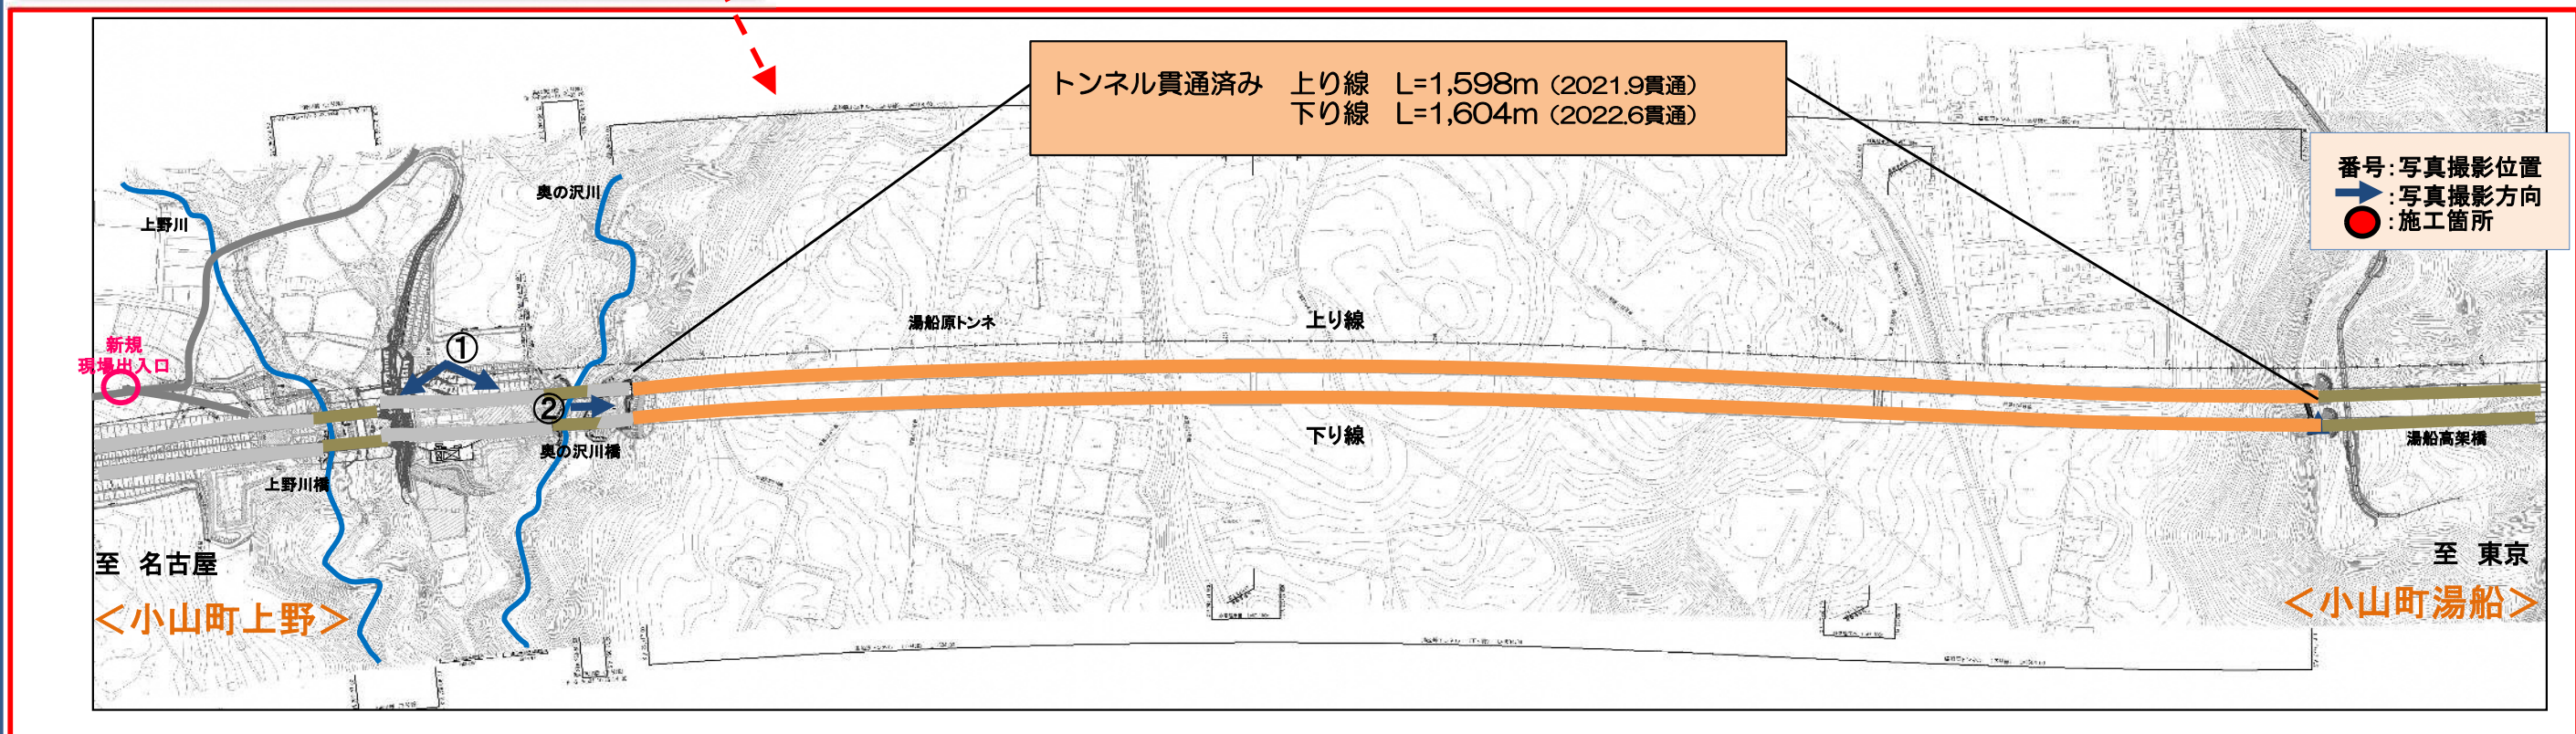 トンネル貫通済み 上り線 L=1,598m（2021.9貫通）
下り線 L=1,604m（2022.6貫通）
番号：写真撮影位置
：写真撮影方向
：施工箇所
奥の沢川
上野川
湯船原トンネ
上り線
新規
現場出入口
①
②
下り線
奥の沢川橋
湯船高架橋
上野川橋
至 名古屋
至 東京
＜小山町上野＞
＜小山町湯船＞